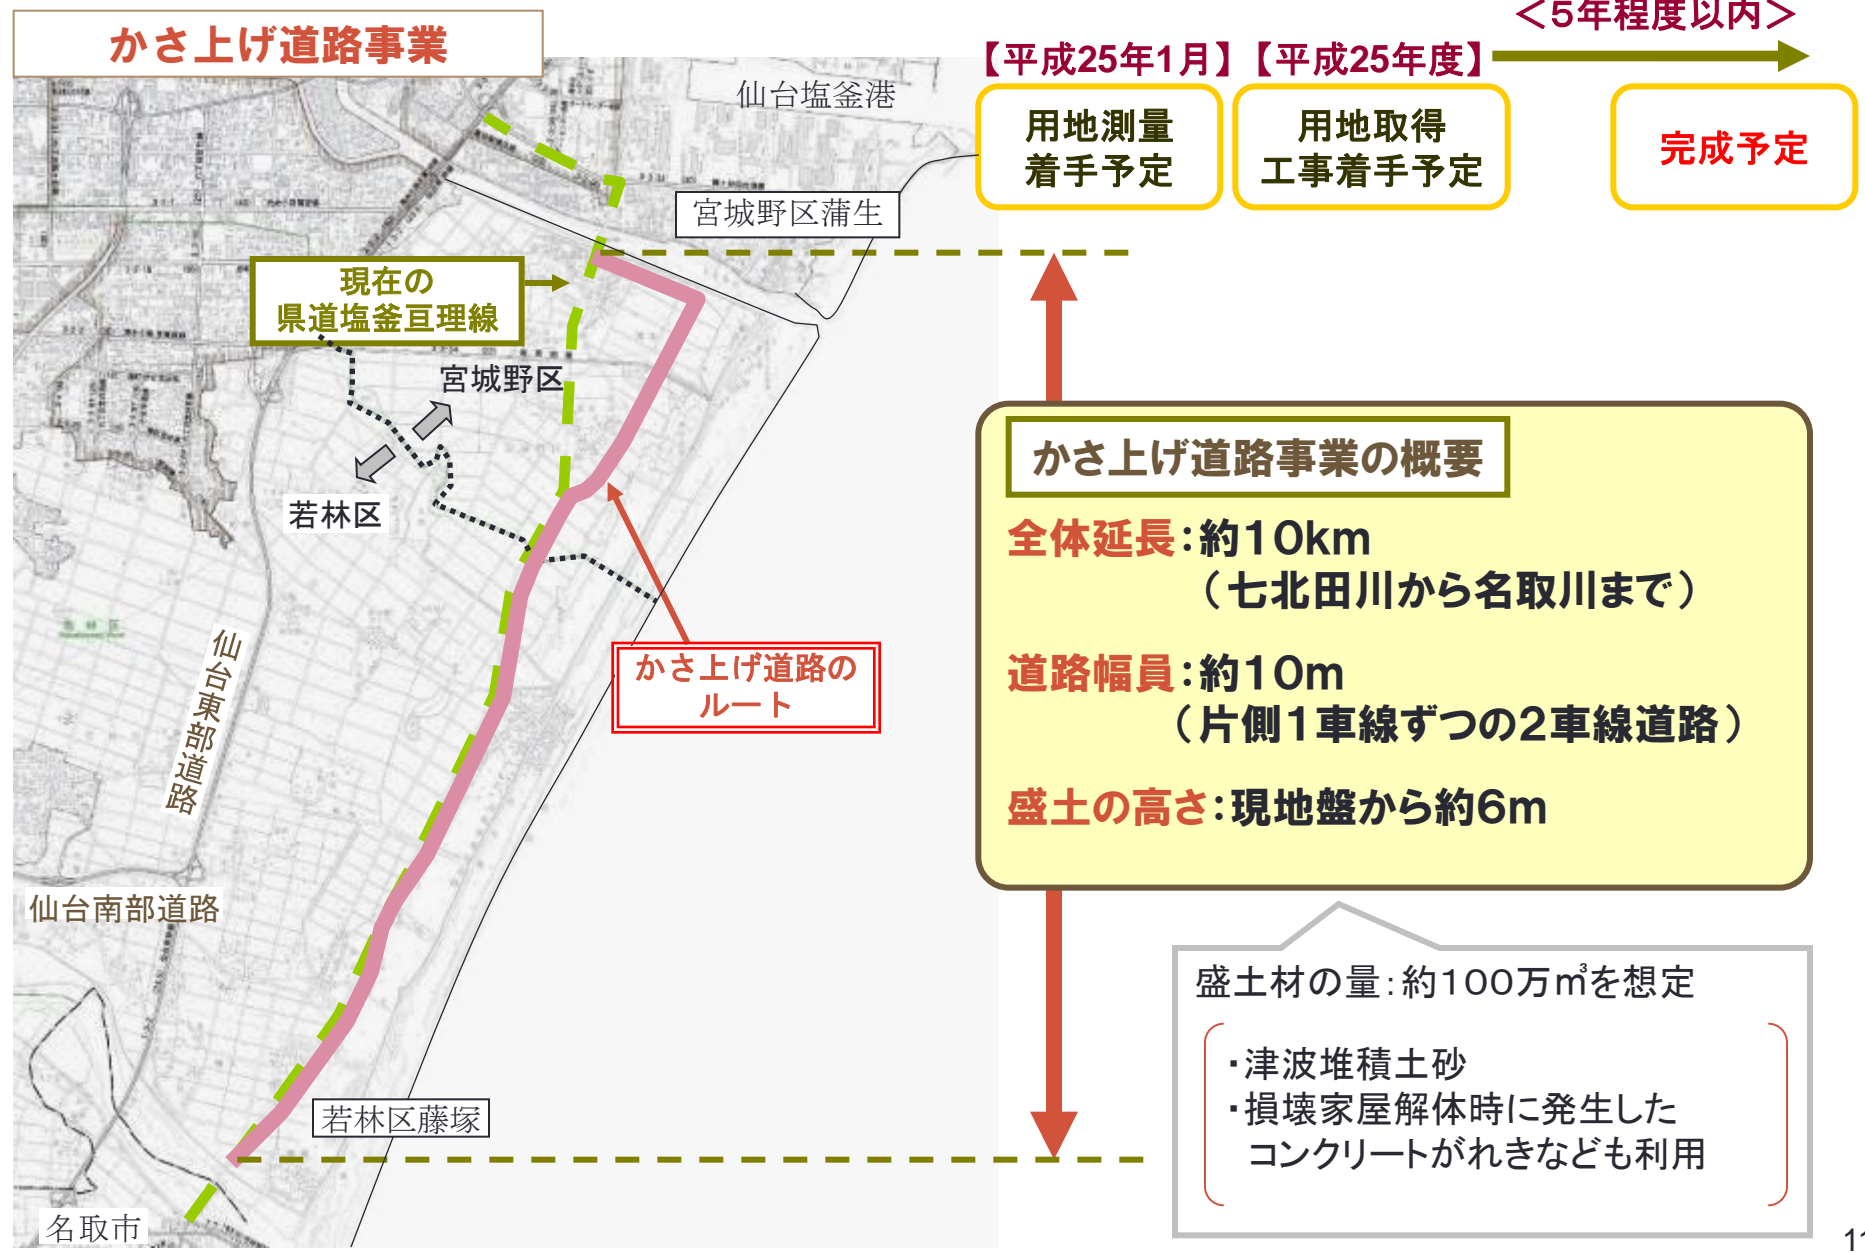 かさ上げ道路事業
＜5年程度以内＞
【平成25年1月】
【平成25年度】
用地測量
着手予定
用地取得
工事着手予定
完成予定
仙台塩釜港
宮城野区蒲生
現在の
県道塩釜亘理線
宮城野区
若林区
仙台東部道路
かさ上げ道路の
ルート
仙台南部道路
若林区藤塚
名取市
かさ上げ道路事業の概要
全体延長：約10km
（七北田川から名取川まで）
道路幅員：約10m
（片側1車線ずつの2車線道路）
盛土の高さ：現地盤から約6m
盛土材の量：約100万㎥を想定
・津波堆積土砂
・損壊家屋解体時に発生した
コンクリートがれきなども利用